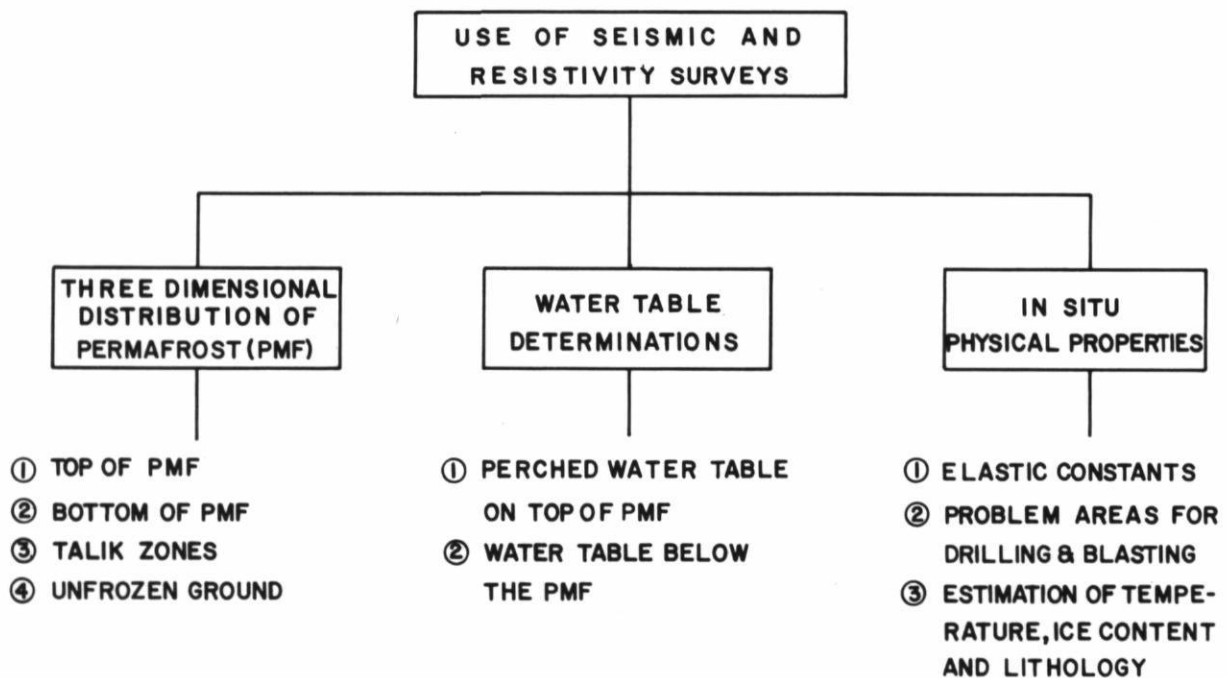 USE OF SEISMIC AND
RESISTIVITY SURVEYS
THREE DIMENSIONAL
DISTRIBUTION OF
PERMAFROST (PMF)
① TOP OF PMF
② BOTTOM OF PMF
③ TALIK ZONES
④ UNFROZEN GROUND
WATER TABLE
DETERMINATIONS
① PERCHED WATER TABLE
ON TOP OF PMF
② WATER TABLE BELOW
THE PMF
IN SITU
PHYSICAL PROPERTIES
① ELASTIC CONSTANTS
② PROBLEM AREAS FOR
DRILLING & BLASTING
③ ESTIMATION OF TEMPE-
RATURE, ICE CONTENT
AND LITHOLOGY